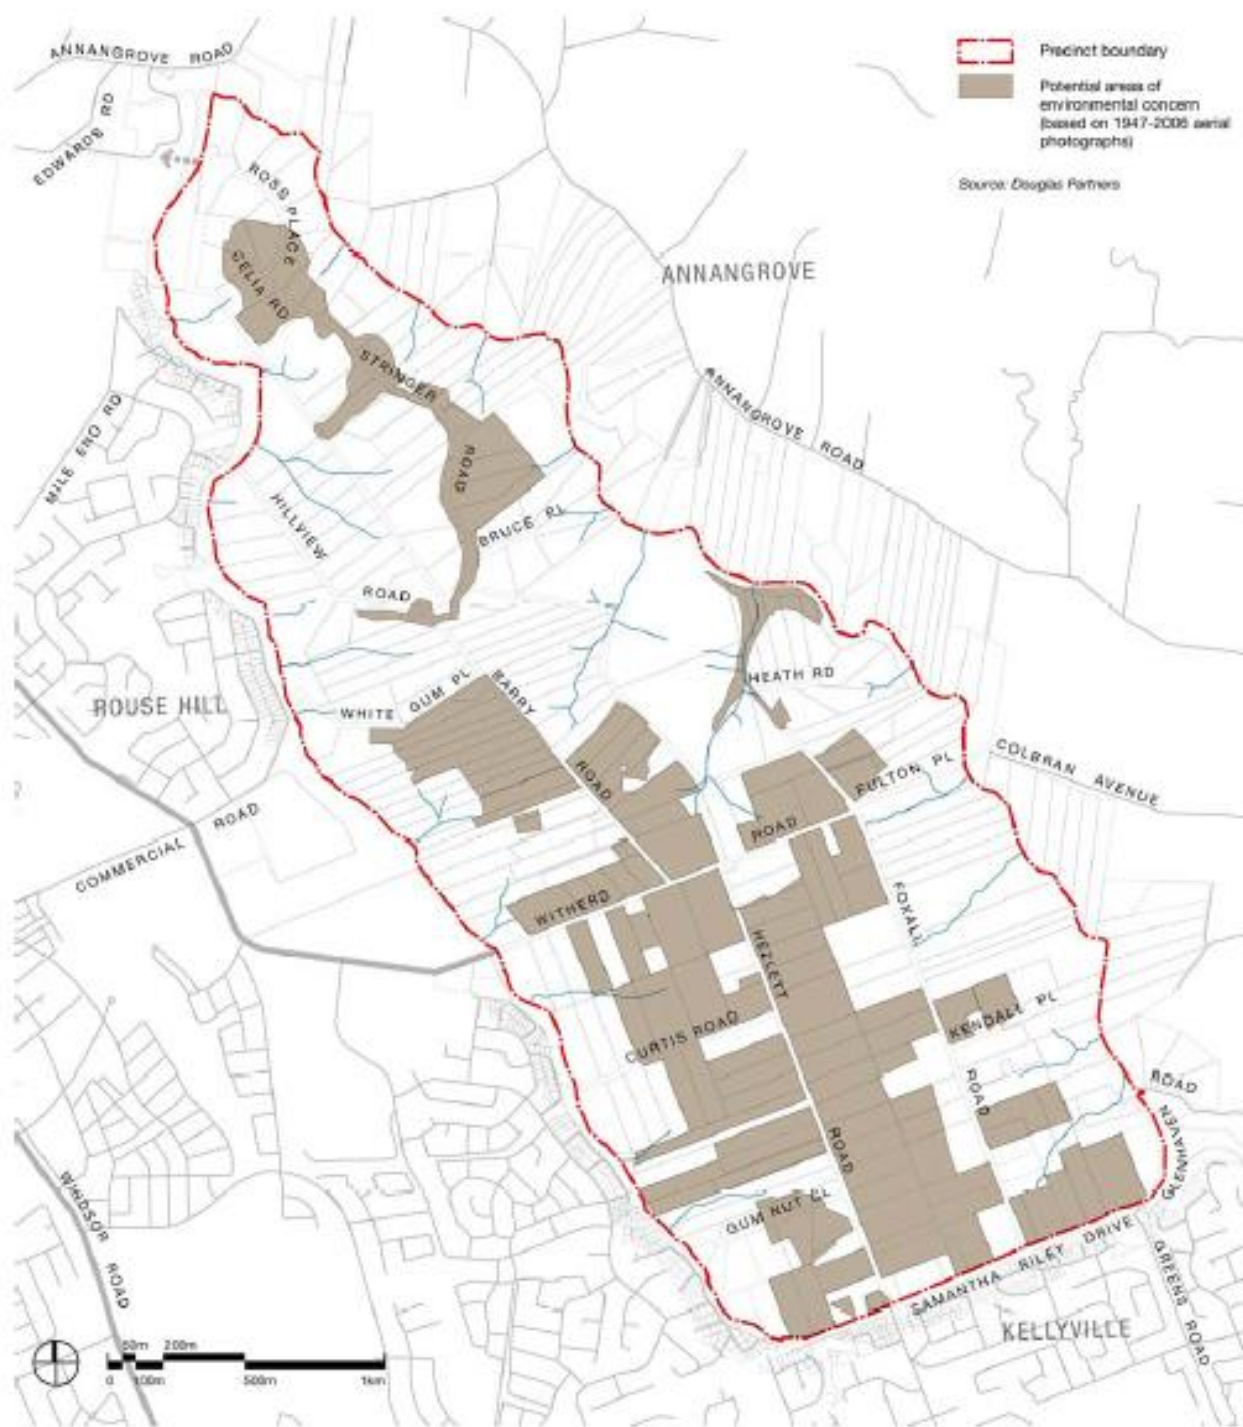 ANNANGROVE ROAD
Precinct boundary
Potential areas of
environmental concern
(based on 1947-2006 aerial
photographs)
Source: Douglas Partners
EDWARDS RD
ROSS PLACE
CELIA RD
ANNANGROVE
STRINGER
ROAD
MILE END RD
ANNANGROVE ROAD
HILLVIEW
ROAD
BRUCE PL
ROUSE HILL
WHITE GUM PL
BARRY
ROAD
HEATH RD
COLBRAN AVENUE
FULTON PL
ROAD
COMMERCIAL ROAD
WITHERD
HEZLETT
ROAD
FOXALL
ROAD
CURTIS ROAD
KENDALL PL
ROAD
GLENHAVEN
WINDSOR ROAD
GUM NUT CL
SAMANTHA RILEY DRIVE
GREENS ROAD
KELLYVILLE
50m 200m
0 100m 500m 1km